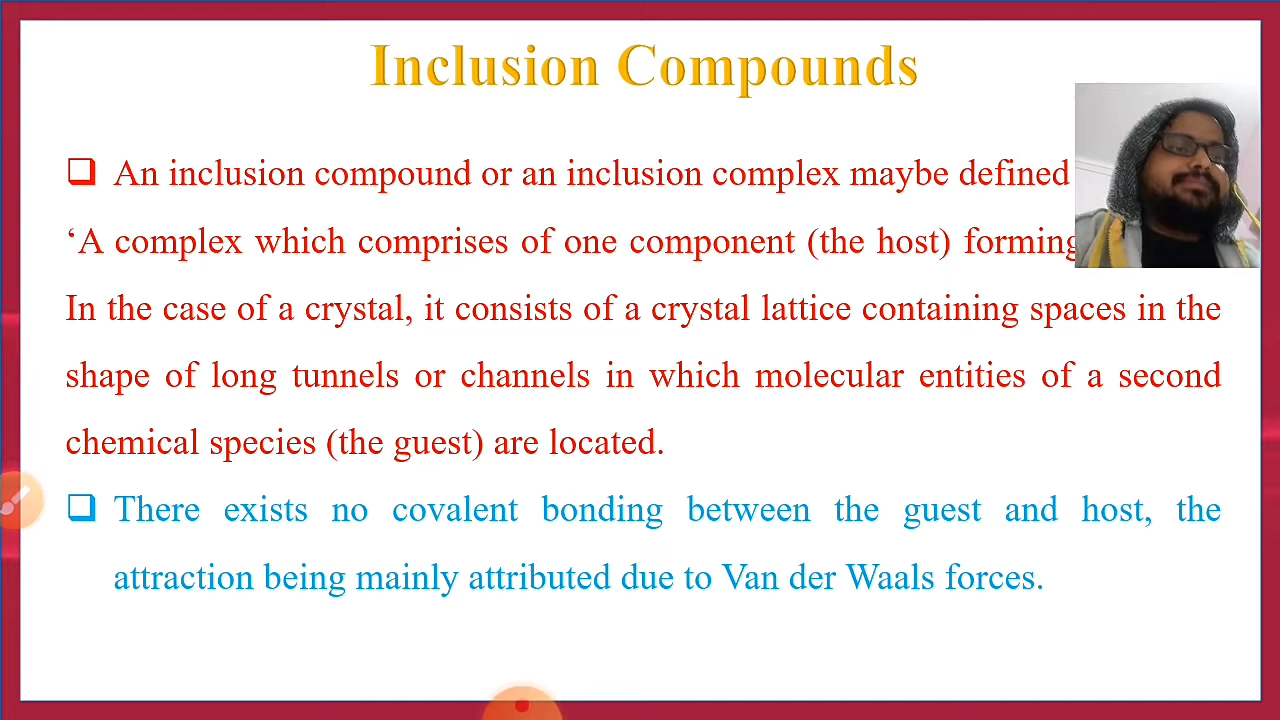 Inclusion Compounds
❑ An inclusion compound or an inclusion complex maybe defined
‘A complex which comprises of one component (the host) forming
In the case of a crystal, it consists of a crystal lattice containing spaces in the
shape of long tunnels or channels in which molecular entities of a second
chemical species (the guest) are located.
❑ There exists no covalent bonding between the guest and host, the
attraction being mainly attributed due to Van der Waals forces.